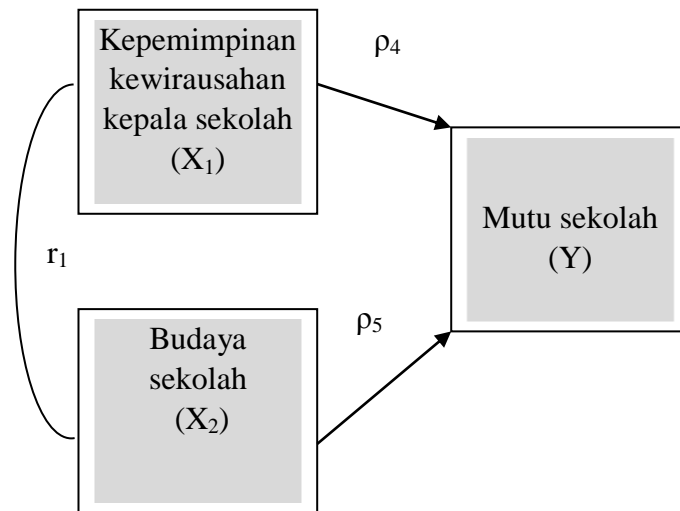 Kepemimpinan
kewirausahan
kepala sekolah
(X₁)
ρ₄
Mutu sekolah
(Y)
r₁
ρ₅
Budaya
sekolah
(X₂)